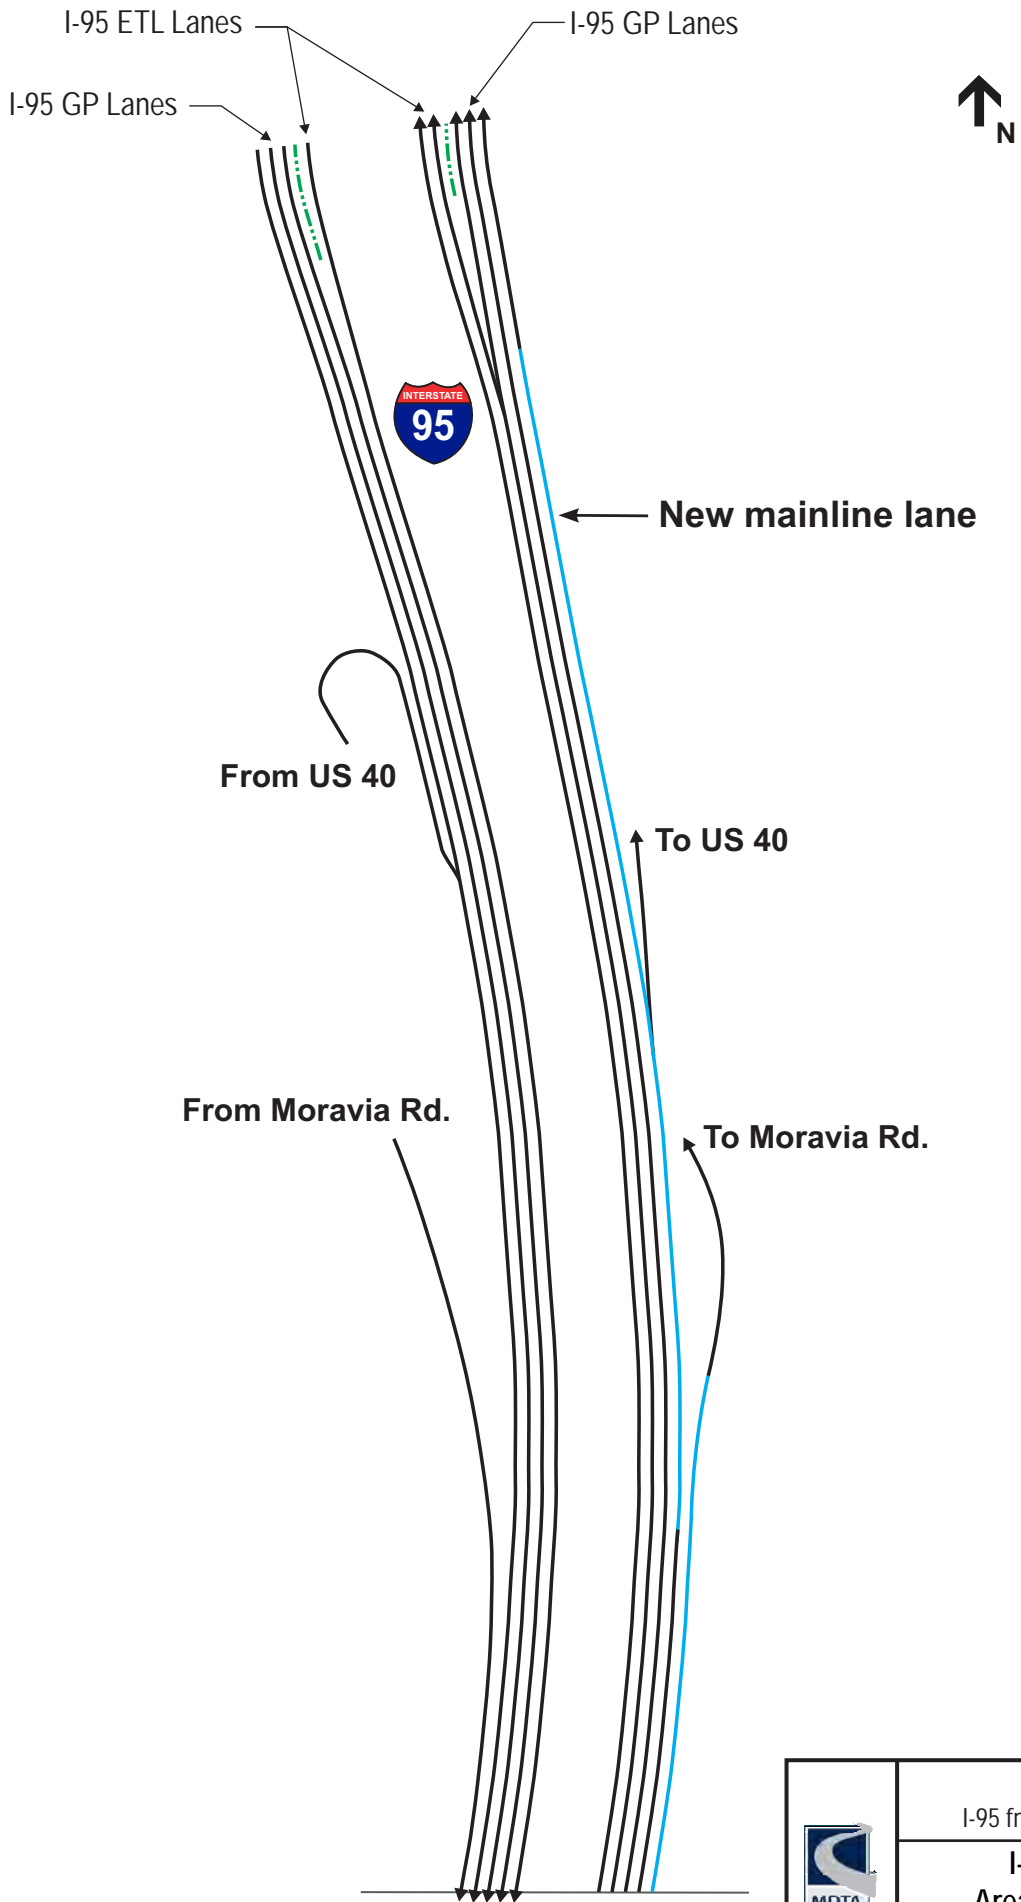 I-95 ETL Lanes
I-95 GP Lanes
I-95 GP Lanes
N
INTERSTATE
95
New mainline lane
From US 40
To US 40
From Moravia Rd.
To Moravia Rd.
I-95
MDTA